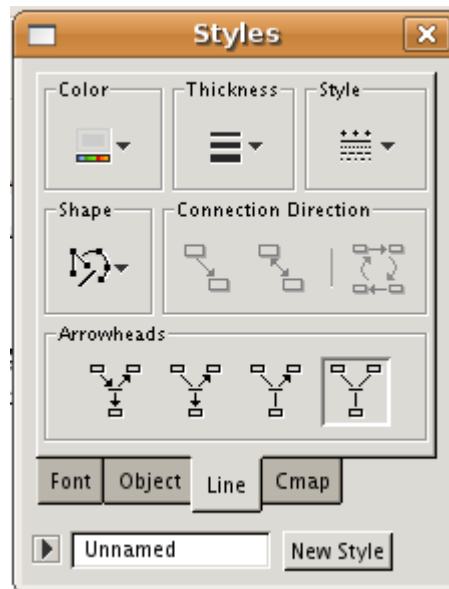 Styles
Color Thickness Style
Shape Connection Direction
Arrowheads
Font Object Line Cmap
Unnamed New Style